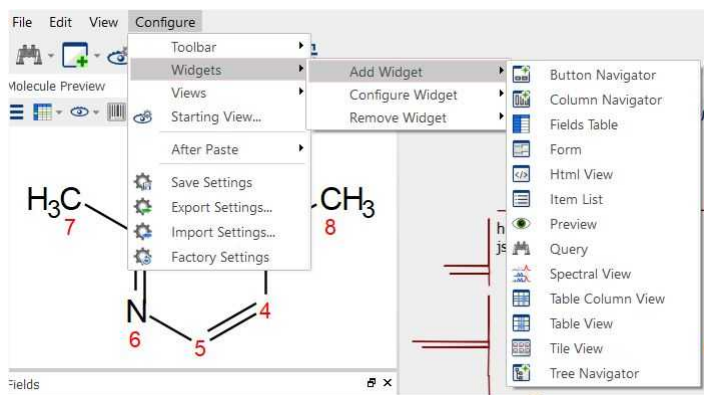 File Edit View Configure
Toolbar
Widgets
Views
Starting View...
After Paste
Save Settings
Export Settings...
Import Settings...
Factory Settings
Add Widget
Configure Widget
Remove Widget
Button Navigator
Column Navigator
Fields Table
Form
Html View
Item List
Preview
Query
Spectral View
Table Column View
Table View
Tile View
Tree Navigator
Molecule Preview
H3C
7
CH3
8
N
6
5
4
h
js
Fields